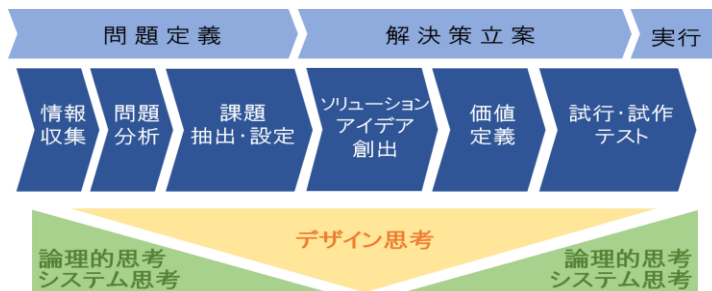 問題定義
解決策立案
実行
情報
収集
問題
分析
課題
抽出・設定
ソリューション
アイデア
創出
価値
定義
試行・試作
テスト
デザイン思考
論理的思考
システム思考
論理的思考
システム思考